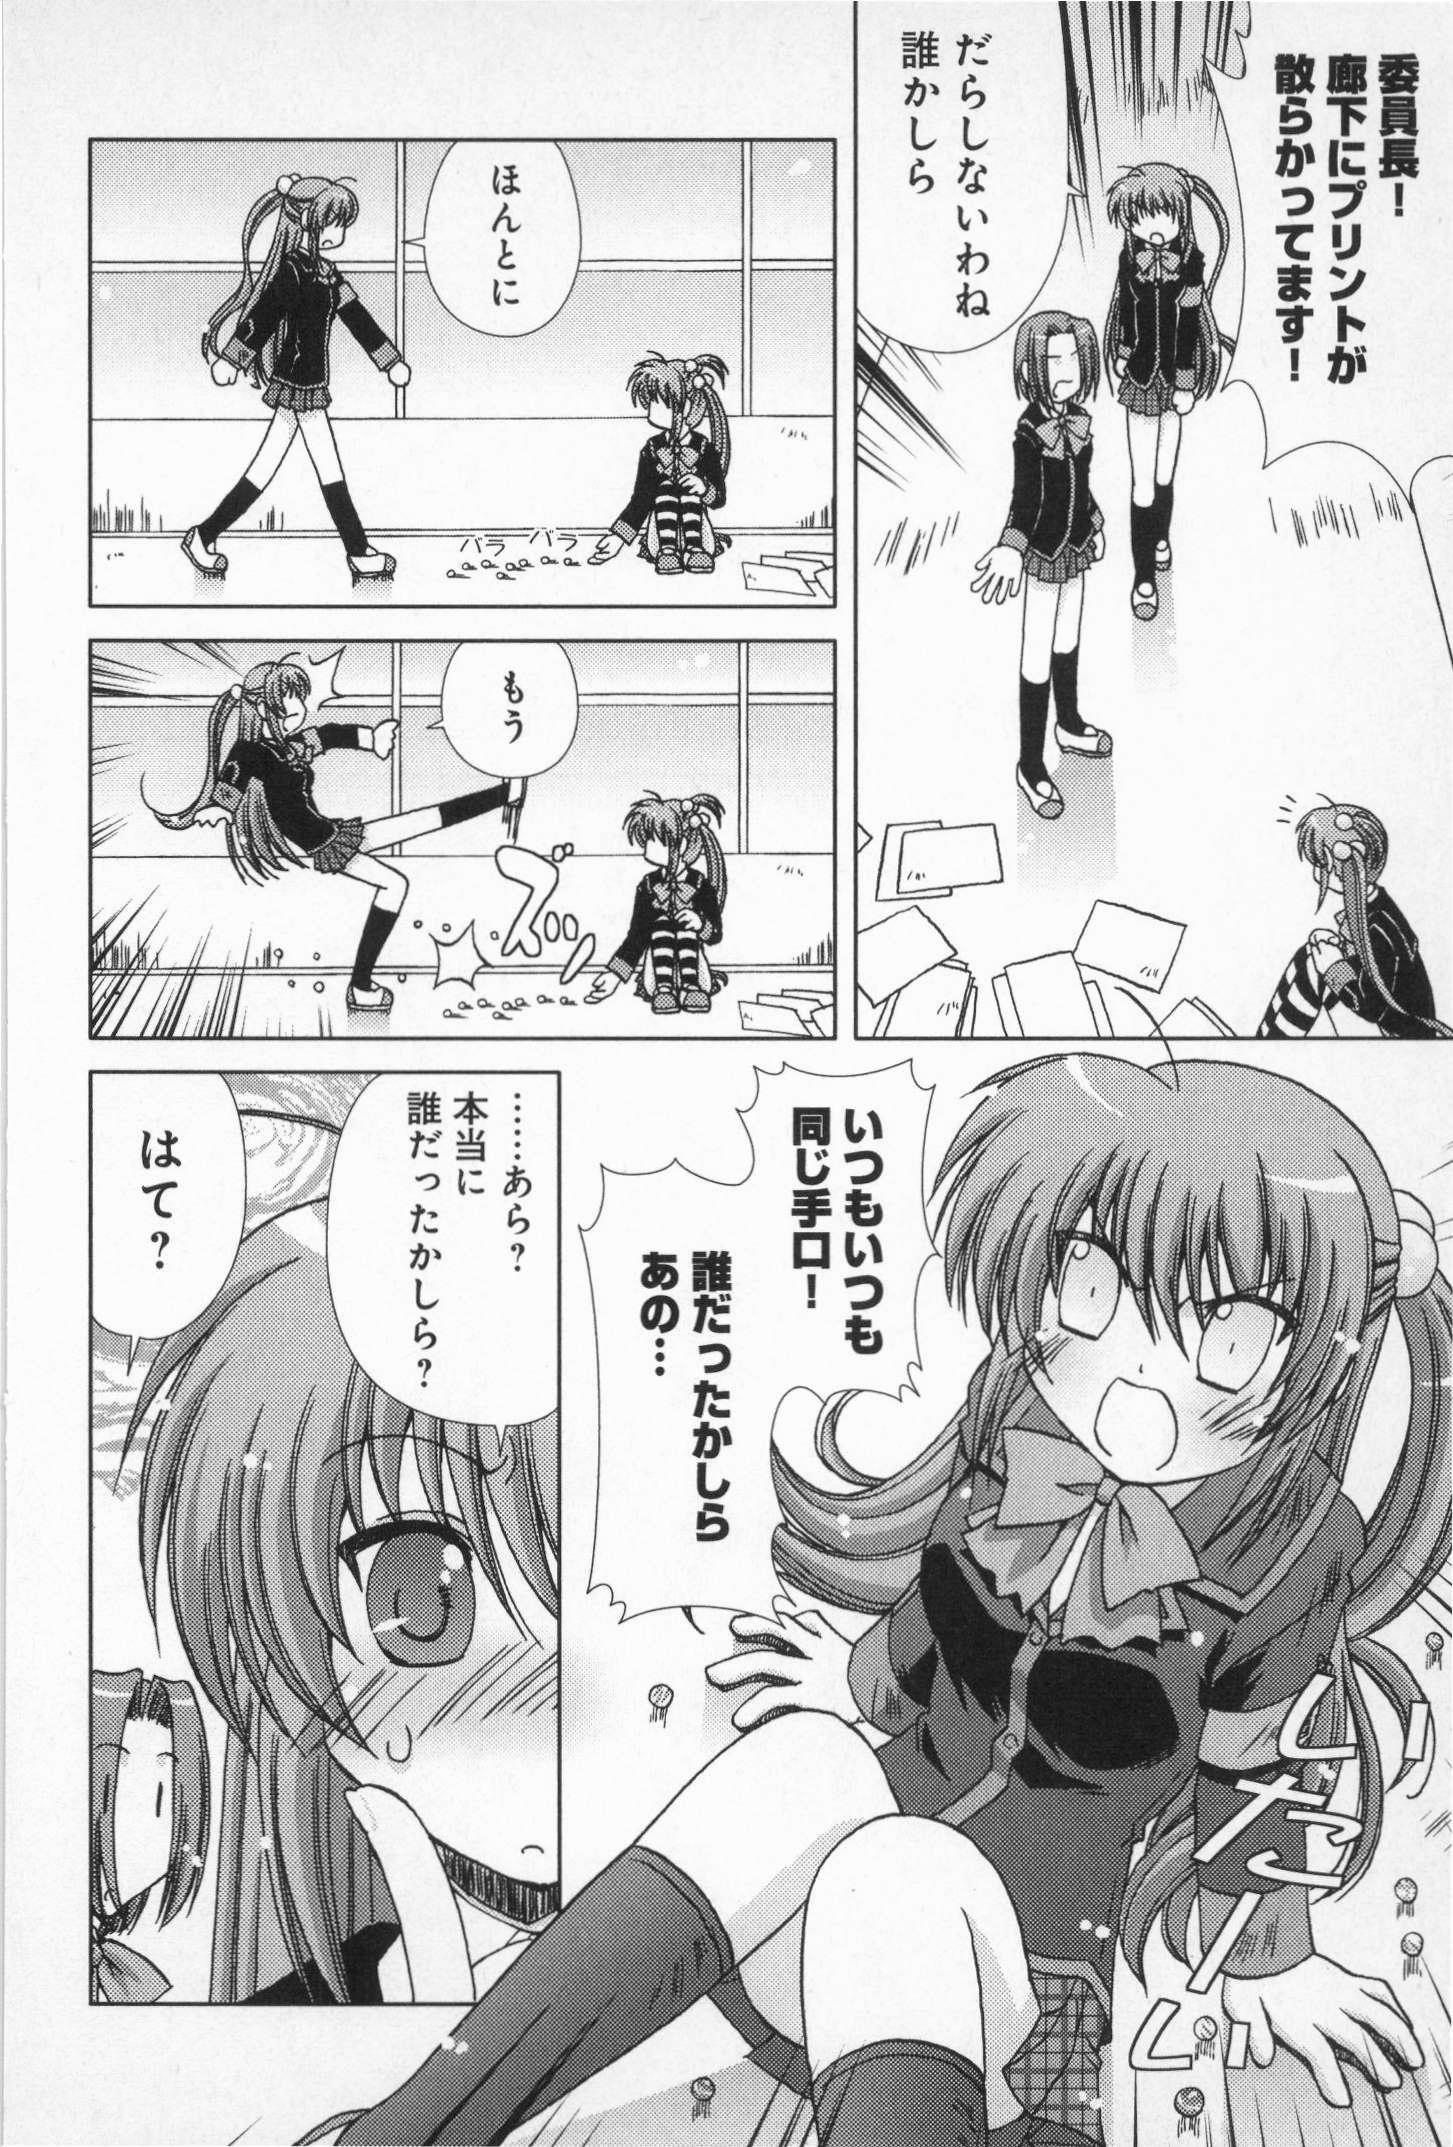 委員長!
廊下にプリントが
散らかってます!
だらしないわね
誰かしら
ほんとに
バラ バラ
もう
ズルッ
いつもいつも
同じ手口!
誰だったかしら
あの…
いったーい
……あら?
本当に
誰だったかしら?
はて?